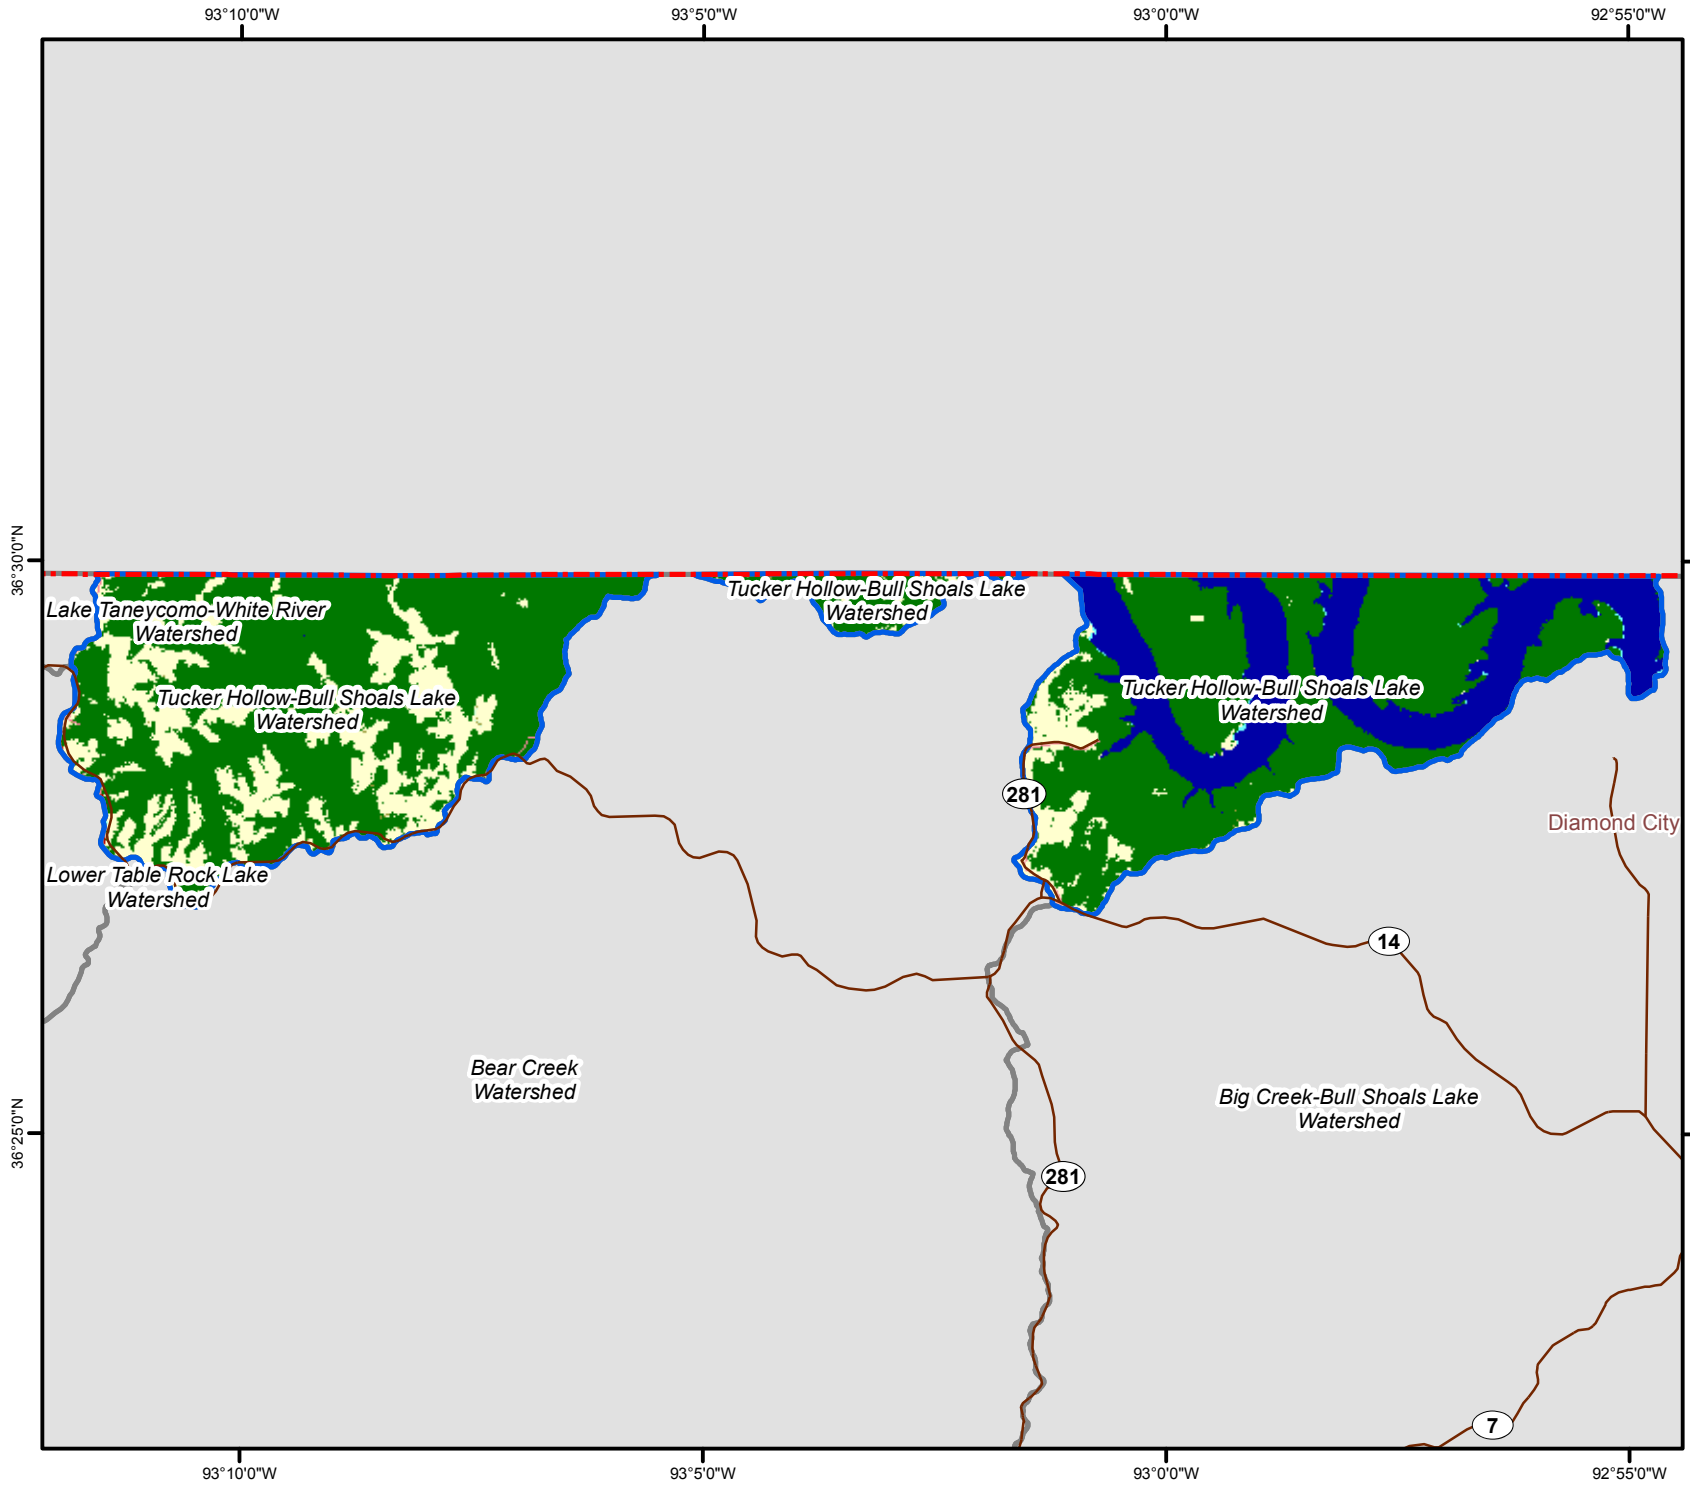 93°10'0"W
93°5'0"W
93°0'0"W
92°55'0"W
36°30'0"N
Tucker Hollow-Bull Shoals Lake
Watershed
Lake Taneycomo-White River
Watershed
Tucker Hollow-Bull Shoals Lake
Watershed
Tucker Hollow-Bull Shoals Lake
Watershed
281
Diamond City
Lower Table Rock Lake
Watershed
14
Bear Creek
Watershed
Big Creek-Bull Shoals Lake
Watershed
36°25'0"N
281
7
93°10'0"W
93°5'0"W
93°0'0"W
92°55'0"W